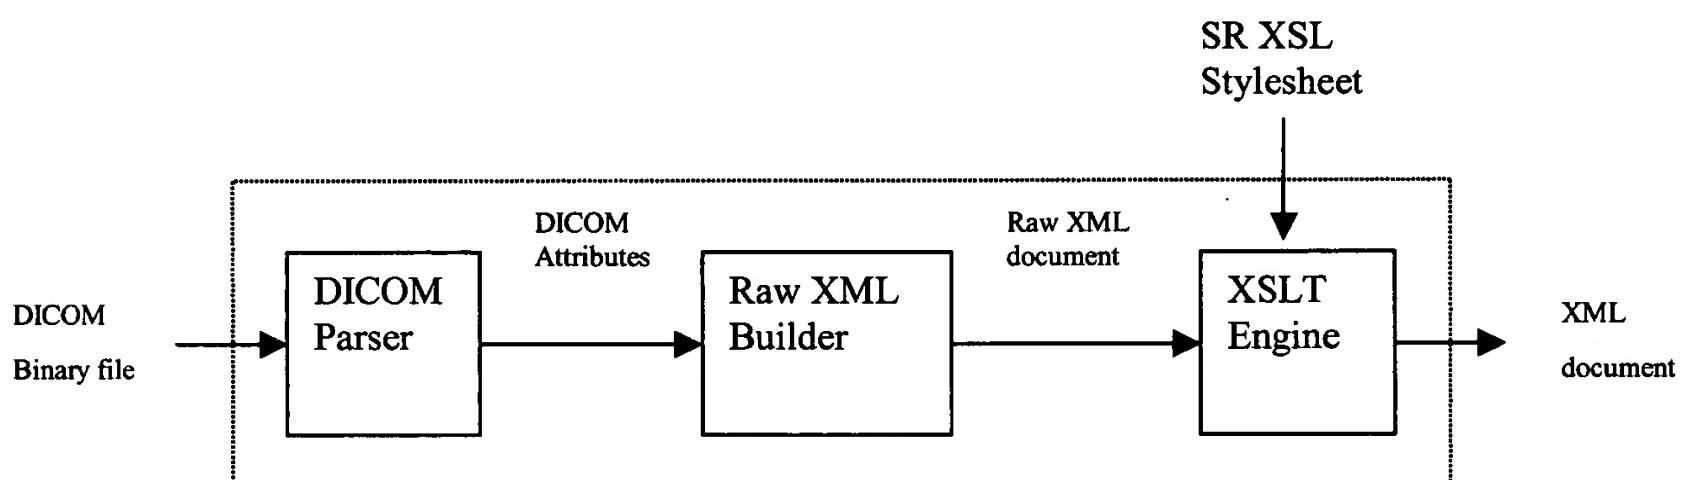 SR XSL
Stylesheet
DICOM
Attributes
Raw XML
document
DICOM
Binary file
DICOM
Parser
Raw XML
Builder
XSLT
Engine
XML
document